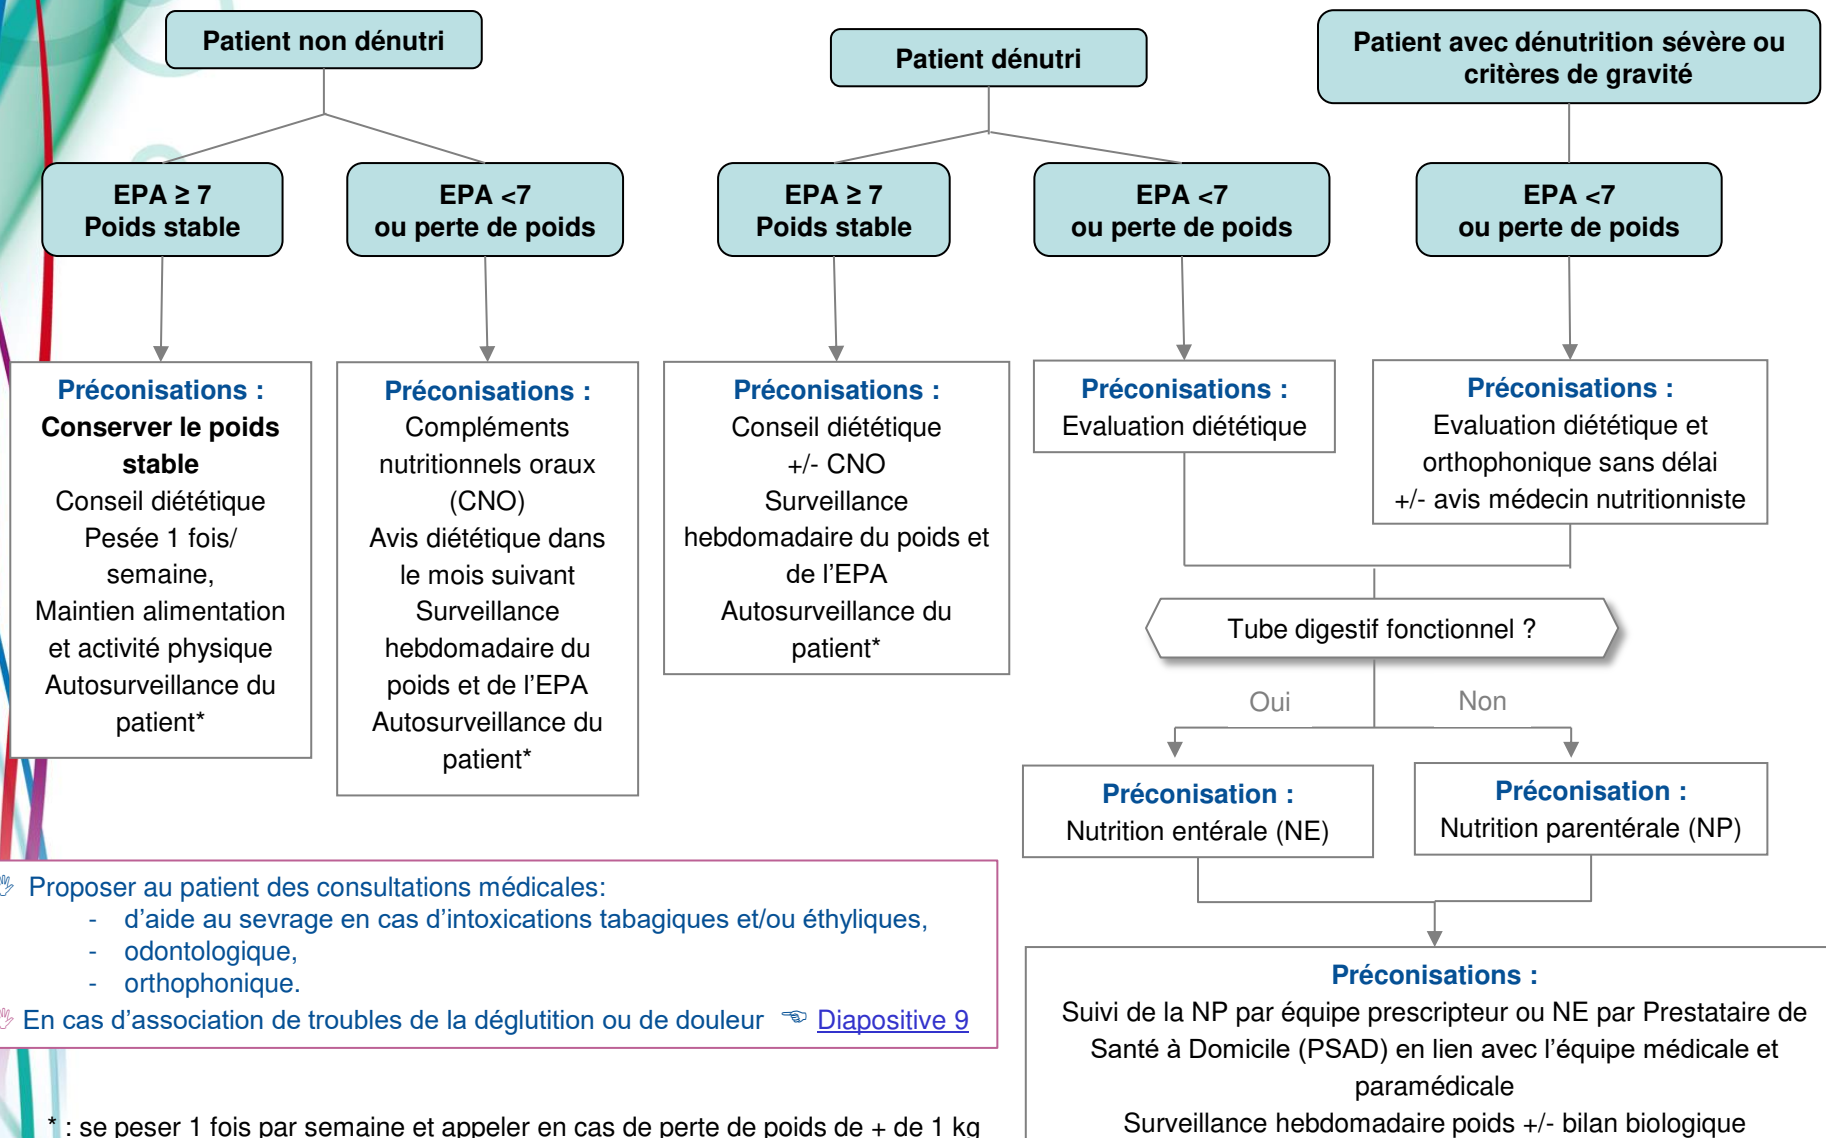 Patient non dénutri
Patient dénutri
Patient avec dénutrition sévère ou
critères de gravité
EPA ≥ 7
Poids stable
EPA <7
ou perte de poids
EPA ≥ 7
Poids stable
EPA <7
ou perte de poids
EPA <7
ou perte de poids
Préconisations :
Conserver le poids
stable
Conseil diététique
Pesée 1 fois/
semaine,
Maintien alimentation
et activité physique
Autosurveillance du
patient*
Préconisations :
Compléments
nutritionnels oraux
(CNO)
Avis diététique dans
le mois suivant
Surveillance
hebdomadaire du
poids et de l'EPA
Autosurveillance du
patient*
Préconisations :
Conseil diététique
+/- CNO
Surveillance
hebdomadaire du poids et
de l'EPA
Autosurveillance du
patient*
Préconisations :
Evaluation diététique
Préconisations :
Evaluation diététique et
orthophonique sans délai
+/- avis médecin nutritionniste
Tube digestif fonctionnel ?
Oui
Non
Préconisation :
Nutrition entérale (NE)
Préconisation :
Nutrition parentérale (NP)
Préconisations :
Suivi de la NP par équipe prescripteur ou NE par Prestataire de
Santé à Domicile (PSAD) en lien avec l'équipe médicale et
paramédicale
Surveillance hebdomadaire poids +/- bilan biologique
Proposer au patient des consultations médicales:
- d'aide au sevrage en cas d'intoxications tabagiques et/ou éthyliques,
- odontologique,
- orthophonique.
En cas d'association de troubles de la déglutition ou de douleur ☜ Diapositive 9
* : se peser 1 fois par semaine et appeler en cas de perte de poids de + de 1 kg